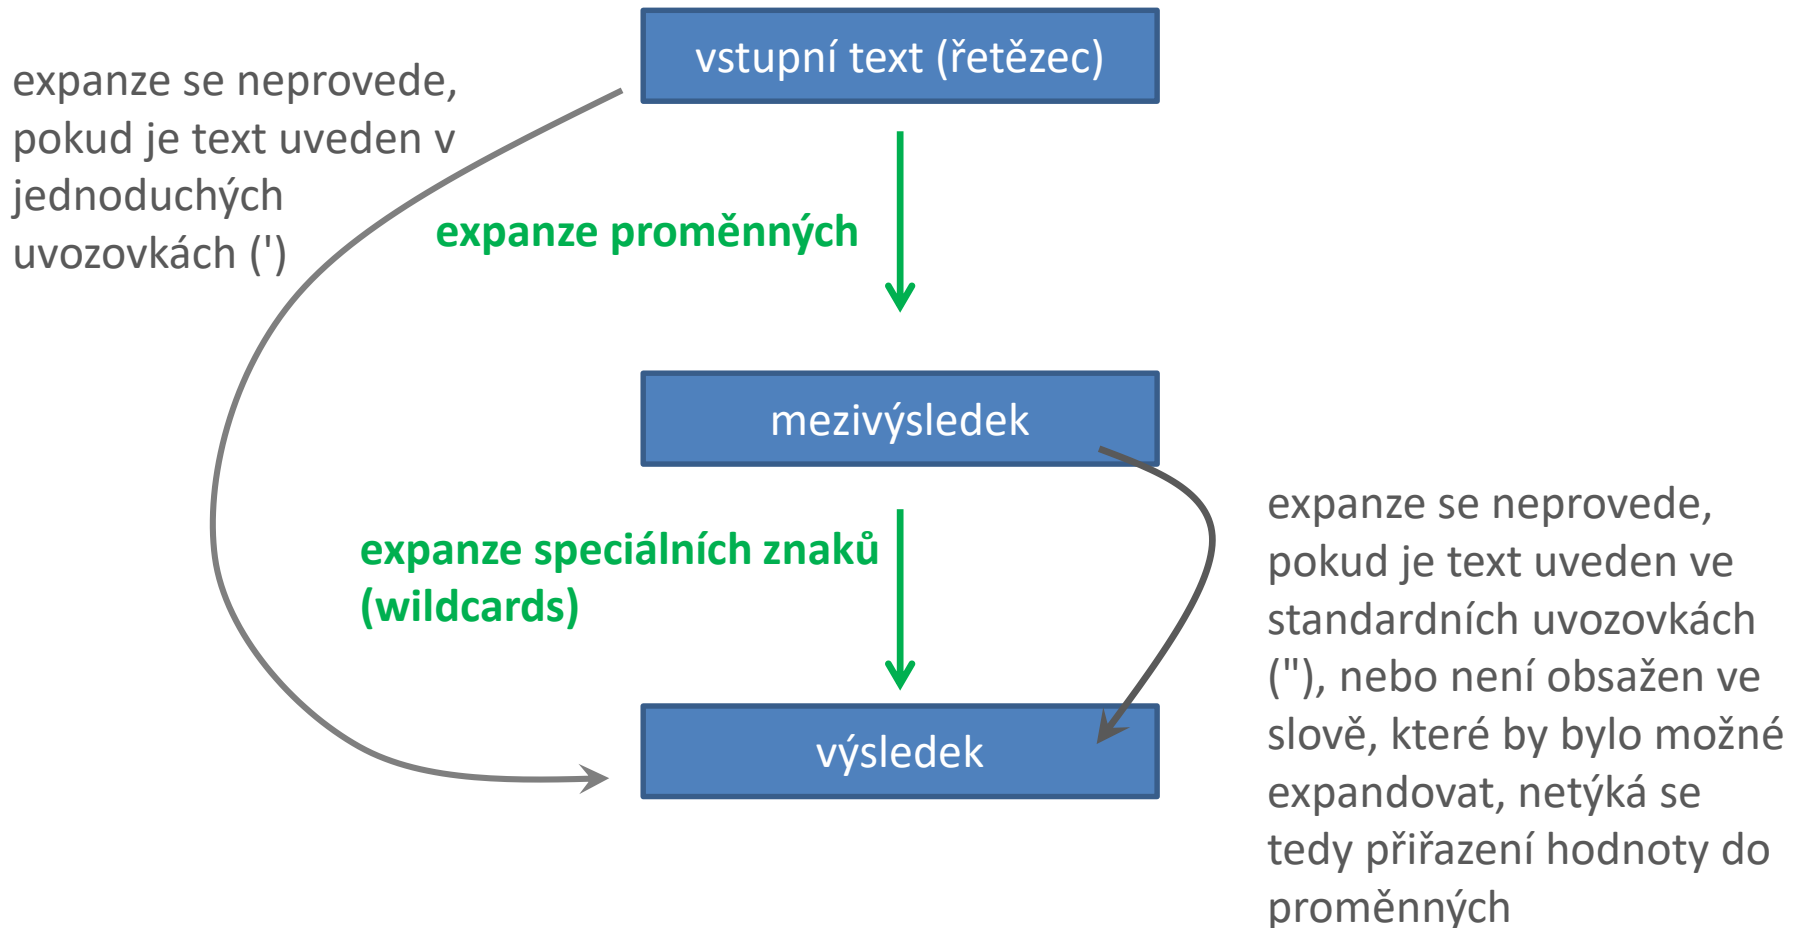 vstupní text (řetězec)
expanze se neprovede,
pokud je text uveden v
jednoduchých
uvozovkách (')
expanze proměnných
mezivýsledek
expanze speciálních znaků
(wildcards)
expanze se neprovede,
pokud je text uveden ve
standardních uvozovkách
("), nebo není obsažen ve
slově, které by bylo možné
expandovat, netýká se
tedy přiřazení hodnoty do
proměnných
výsledek